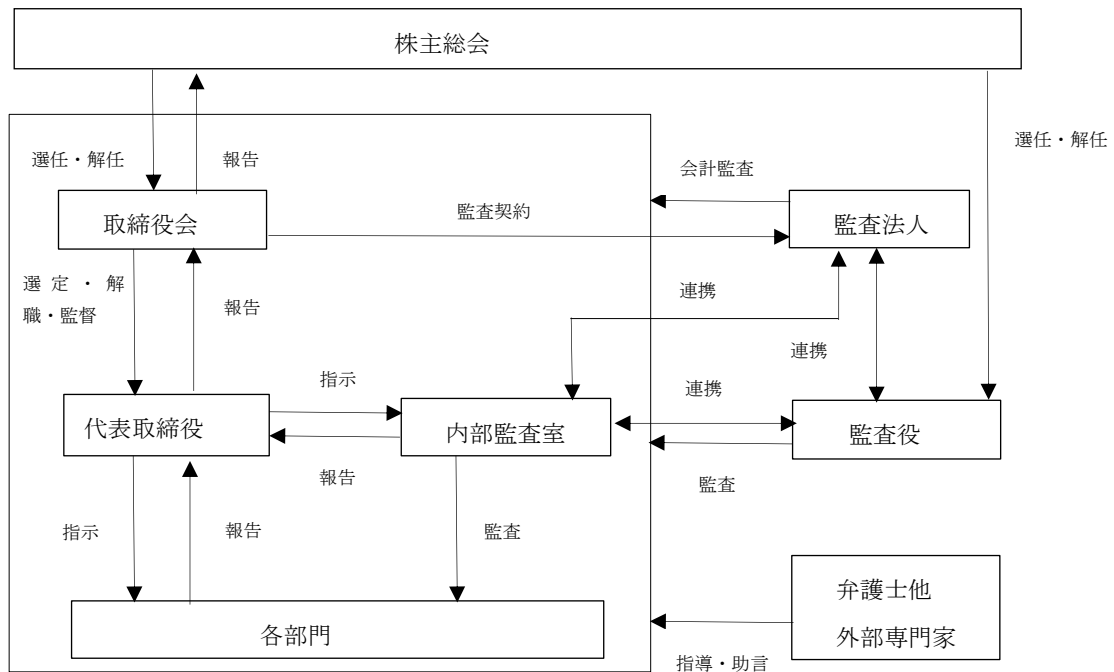 株主総会
選任・解任
報告
選任・解任
会計監査
取締役会
監査契約
監査法人
選定・解
職・監督
報告
連携
連携
指示
連携
代表取締役
内部監査室
監査役
報告
監査
指示
報告
監査
弁護士他
外部専門家
各部門
指導・助言